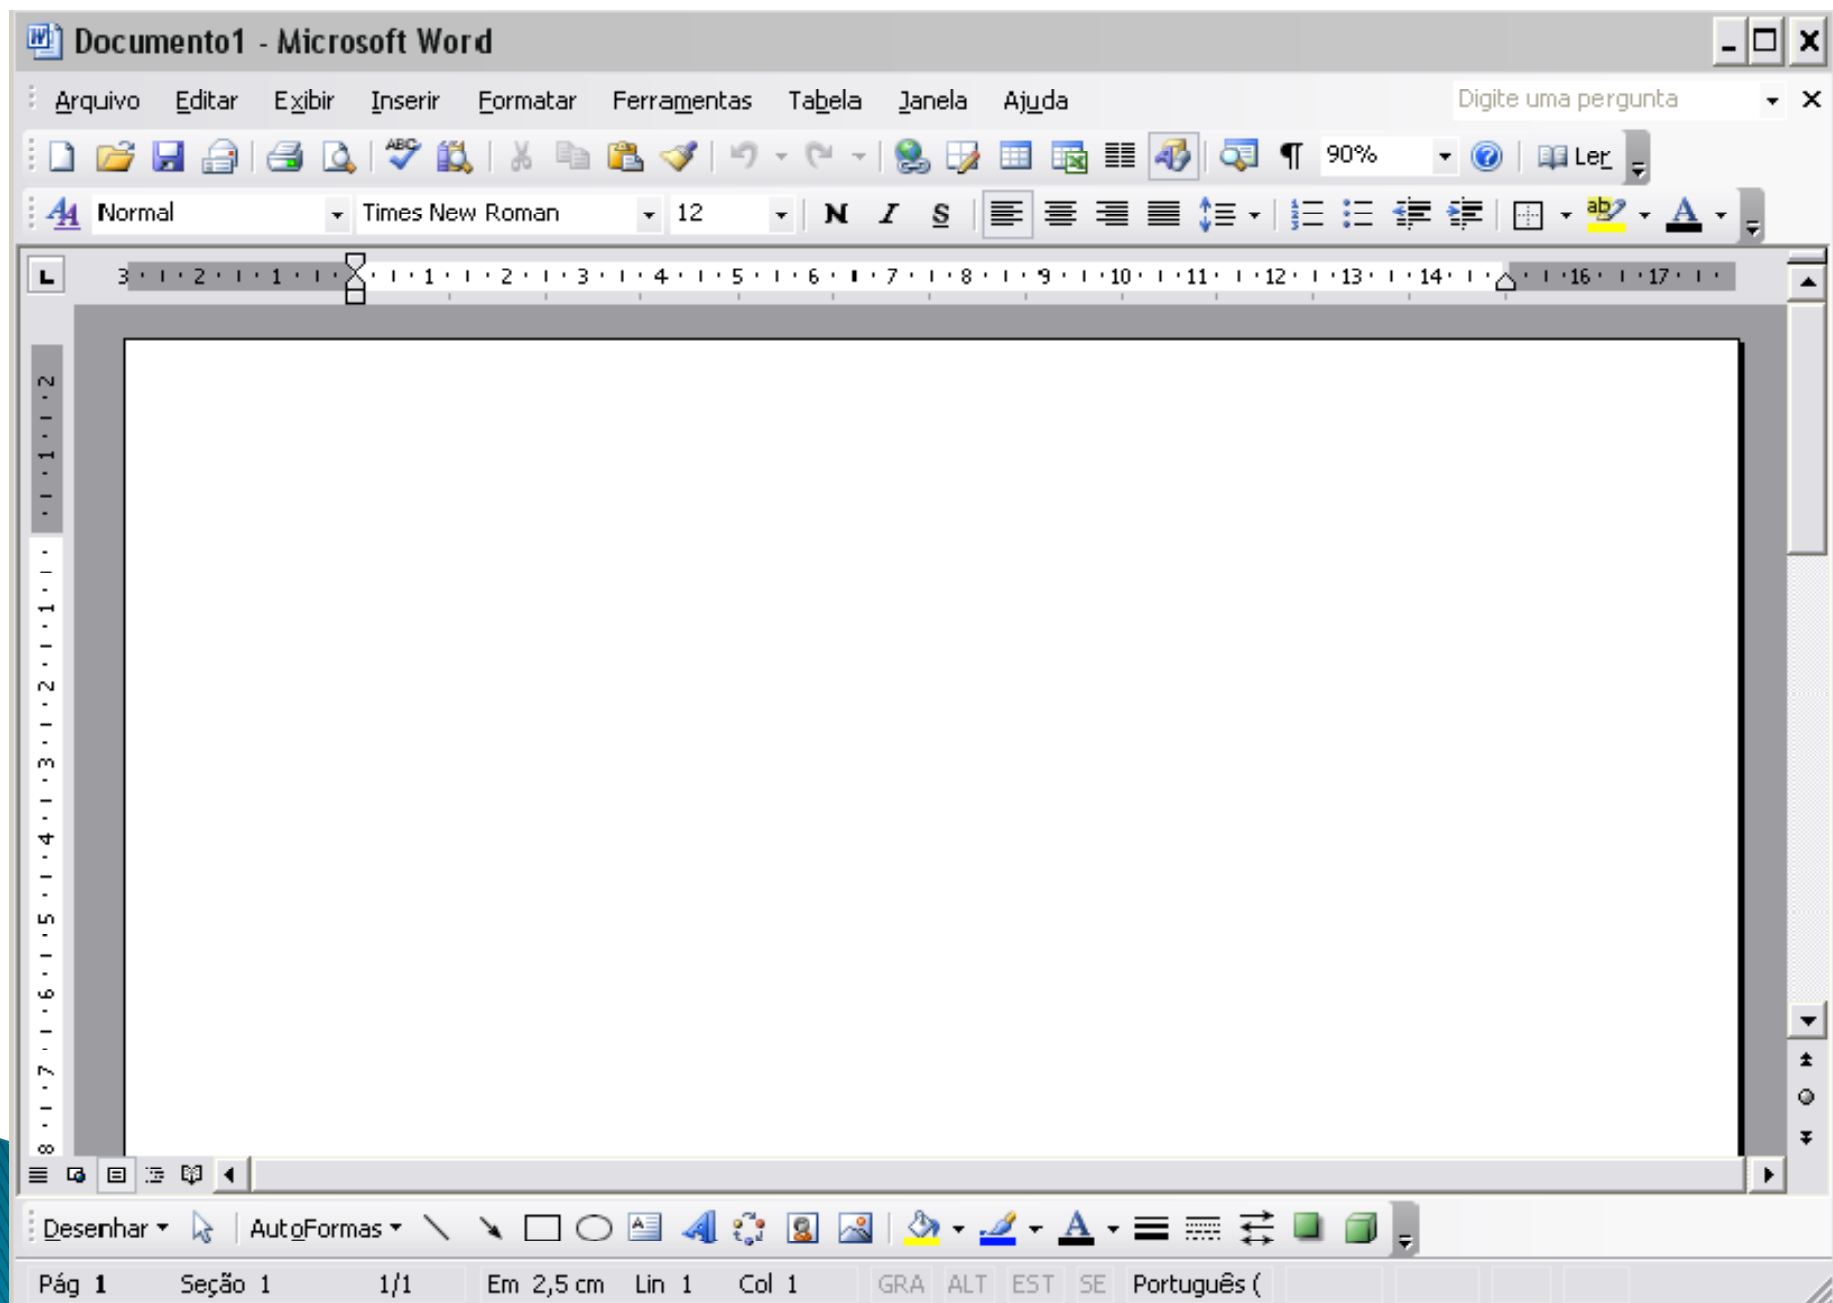 Documento1 - Microsoft Word
Arquivo Editar Exibir Inserir Formatar Ferramentas Tabela Janela Ajuda Digite uma pergunta
ABC ¶ 90% ? Ler
A4 Normal Times New Roman 12 N I S ab A
L 3 2 1 1 2 3 4 5 6 7 8 9 10 11 12 13 14 16 17
2
1
1
2
3
4
5
6
7
8
Desenhar AutoFormas A A A
Pág 1 Seção 1 1/1 Em 2,5 cm Lin 1 Col 1 GRA ALT EST SE Português (